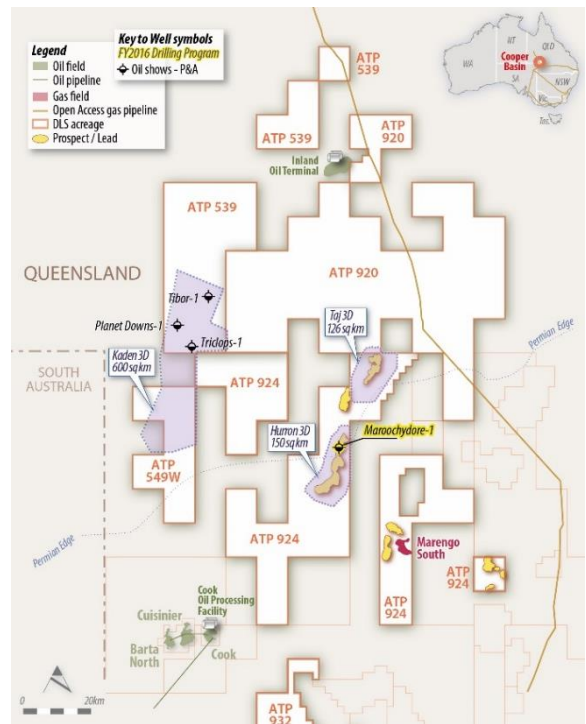 Legend
Oil field
Oil pipeline
Gas field
Open Access gas pipeline
DLS acreage
Prospect / Lead
Key to Well symbols
FY2016 Drilling Program
Oil shows - P&A
WA
NT
SA
QLD
NSW
Vic.
Tas.
Cooper
Basin
ATP
539
ATP 539
ATP
920
Inland
Oil Terminal
ATP 539
QUEENSLAND
ATP 920
Tibor-1
Planet Downs-1
Triclops-1
Taj 3D
126 sq km
Permian Edge
Kaden 3D
600 sq km
SOUTH
AUSTRALIA
ATP 924
Maroochydore-1
Hurron 3D
150 sq km
ATP
549W
ATP 924
Marengo
South
Permian Edge
ATP
924
ATP
924
Cook
Oil Processing
Facility
Cuisinier
Barta
North
Cook
N
0
20km
ATP
932